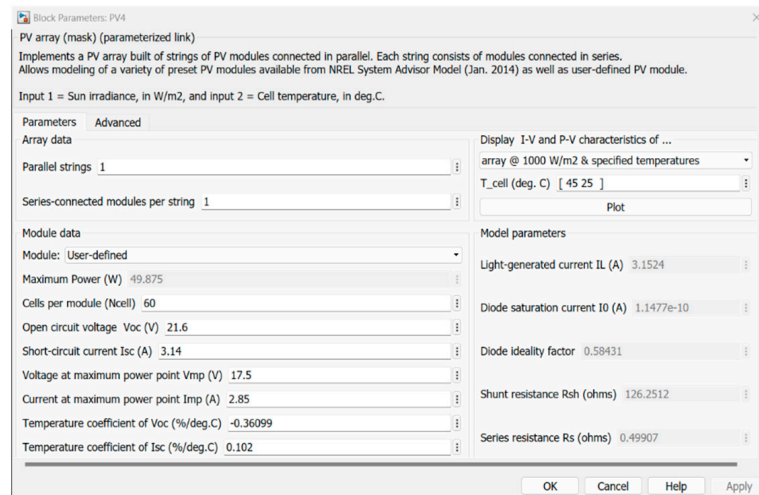 Block Parameters: PV4
PV array (mask) (parameterized link)
Implements a PV array built of strings of PV modules connected in parallel. Each string consists of modules connected in series.
Allows modeling of a variety of preset PV modules available from NREL System Advisor Model (Jan. 2014) as well as user-defined PV module.
Input 1 = Sun irradiance, in W/m2, and input 2 = Cell temperature, in deg.C.
Parameters Advanced
Array data
Parallel strings 1
Series-connected modules per string 1
Display I-V and P-V characteristics of ...
array @ 1000 W/m2 & specified temperatures
T_cell (deg. C) [ 45 25 ]
Plot
Module data
Module: User-defined
Maximum Power (W) 49.875
Cells per module (Ncell) 60
Open circuit voltage Voc (V) 21.6
Short-circuit current Isc (A) 3.14
Voltage at maximum power point Vmp (V) 17.5
Current at maximum power point Imp (A) 2.85
Temperature coefficient of Voc (%/deg.C) -0.36099
Temperature coefficient of Isc (%/deg.C) 0.102
Model parameters
Light-generated current IL (A) 3.1524
Diode saturation current I0 (A) 1.1477e-10
Diode ideality factor 0.58431
Shunt resistance Rsh (ohms) 126.2512
Series resistance Rs (ohms) 0.49907
OK Cancel Help Apply